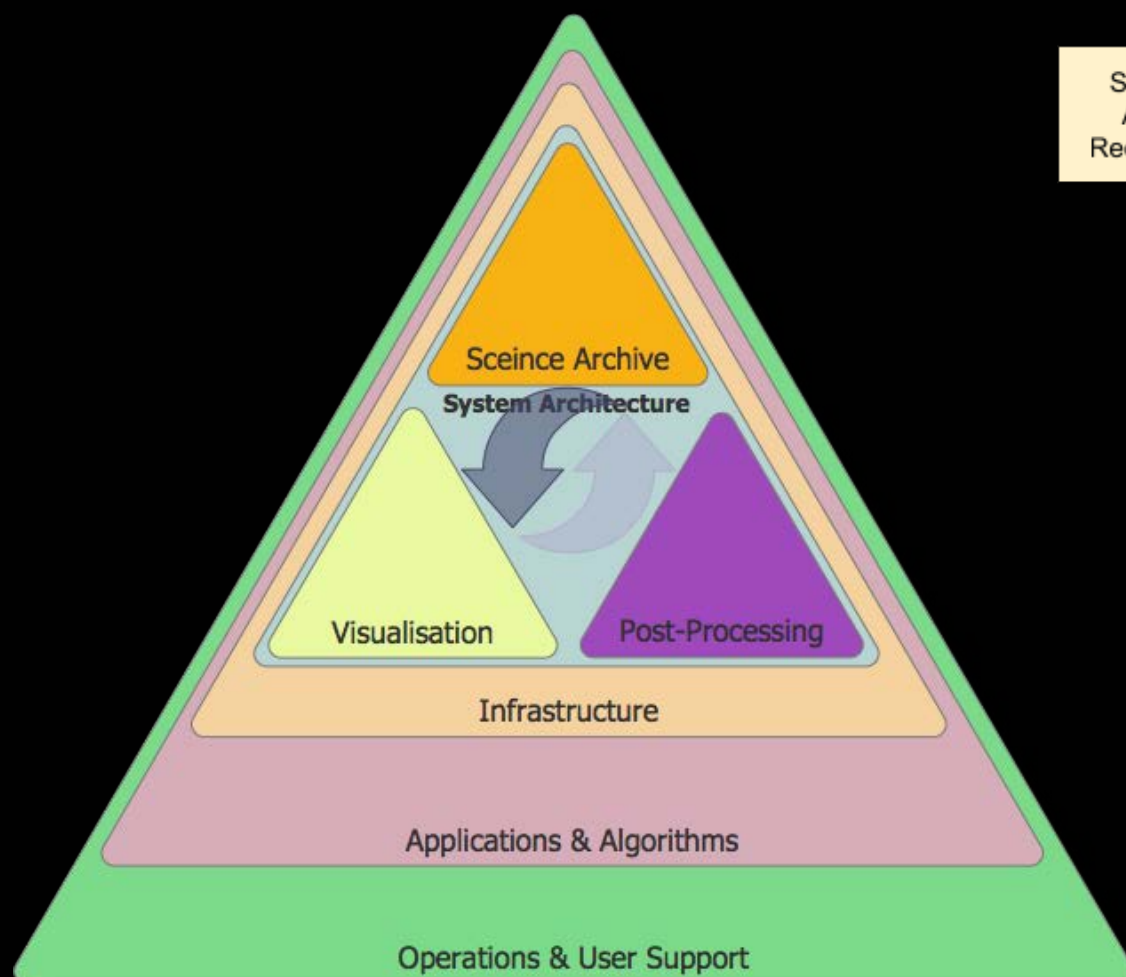 Sceince Archive
System Architecture
Visualisation
Post-Processing
Infrastructure
Applications & Algorithms
Operations & User Support